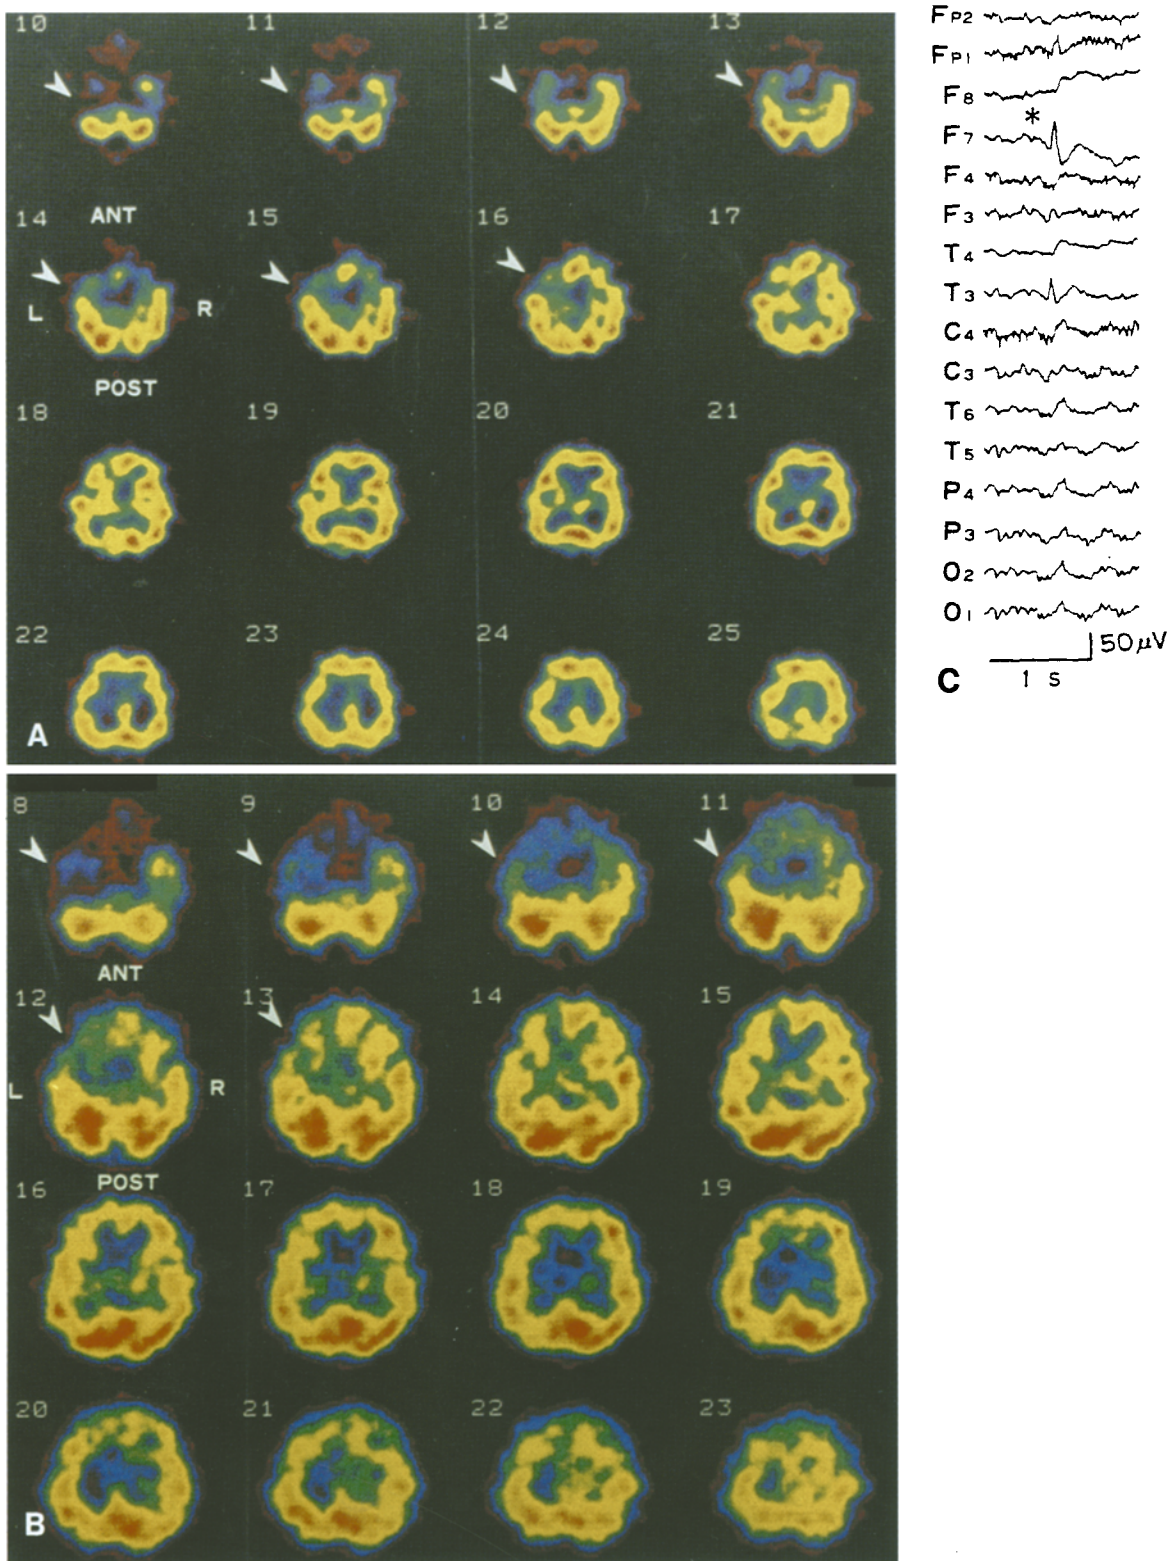 10 11 12 13
ANT
14 15 16 17
L R
POST
18 19 20 21
22 23 24 25
A
8 9 10 11
ANT
12 13 14 15
L R
POST
16 17 18 19
20 21 22 23
B
FP2
FP1
F8
*
F7
F4
F3
T4
T3
C4
C3
T6
T5
P4
P3
O2
O1
50 μV
1 S
C